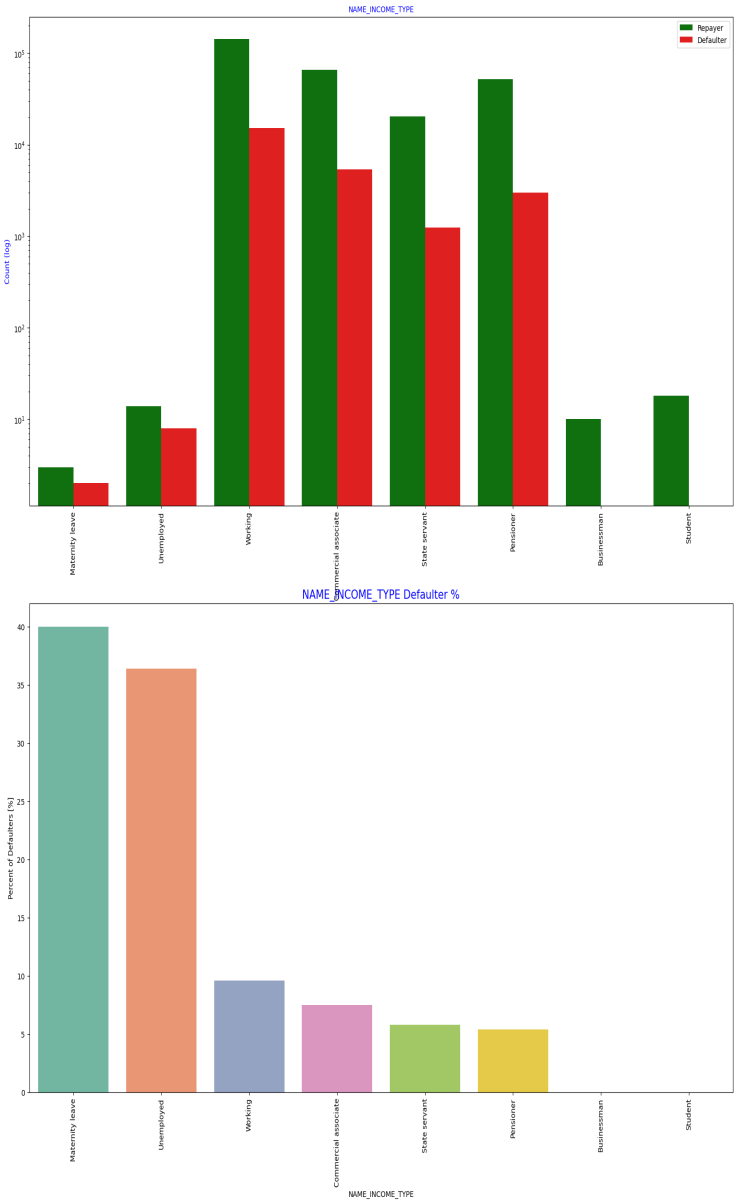 NAME_INCOME_TYPE
Repayer
Defaulter
10^5
10^4
10^3
10^2
10^1
Count (log)
Maternity leave
Unemployed
Working
Commercial associate
State servant
Pensioner
Businessman
Student
NAME_INCOME_TYPE Defaulter %
40
35
30
25
20
15
10
5
0
Percent of Defaulters [%]
Maternity leave
Unemployed
Working
Commercial associate
State servant
Pensioner
Businessman
Student
NAME_INCOME_TYPE